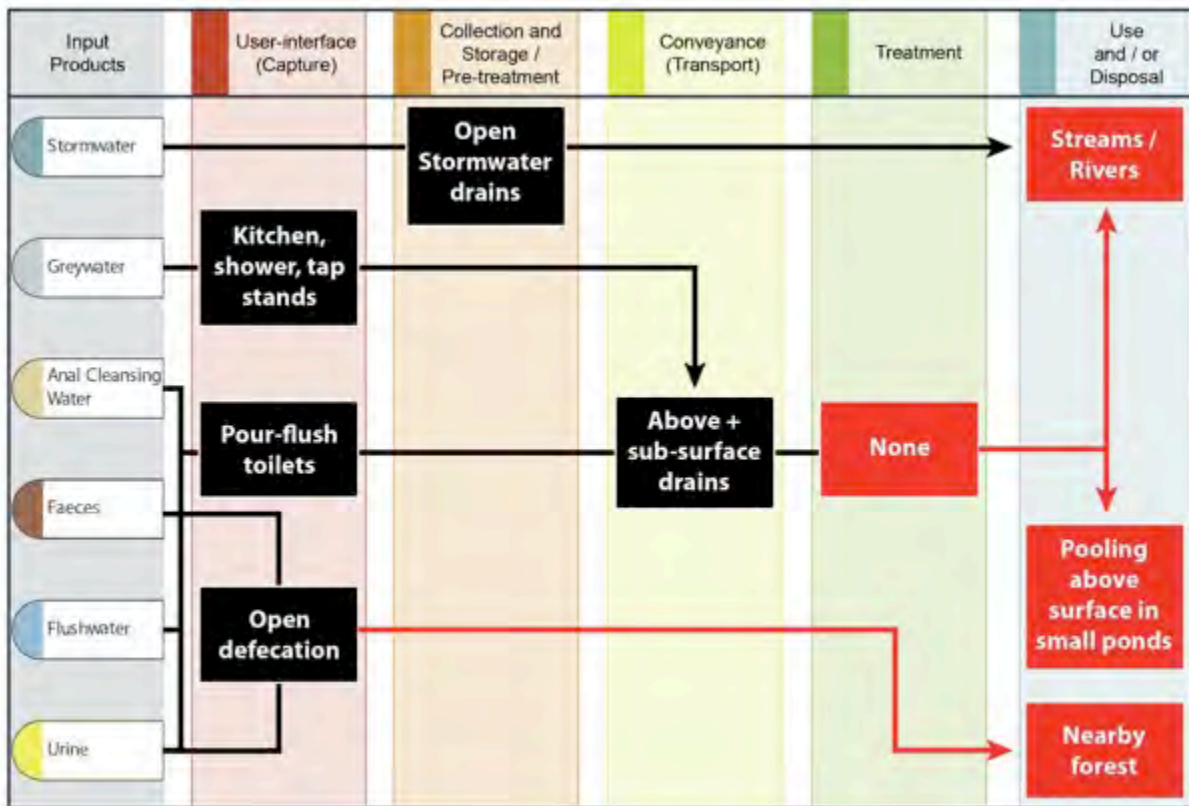 Input
Products
User-interface
(Capture)
Collection and
Storage /
Pre-treatment
Conveyance
(Transport)
Treatment
Use
and / or
Disposal
Stormwater
Open
Stormwater
drains
Streams /
Rivers
Greywater
Kitchen,
shower, tap
stands
Anal Cleansing
Water
Pour-flush
toilets
Above +
sub-surface
drains
None
Faeces
Pooling
above
surface in
small ponds
Flushwater
Open
defecation
Urine
Nearby
forest